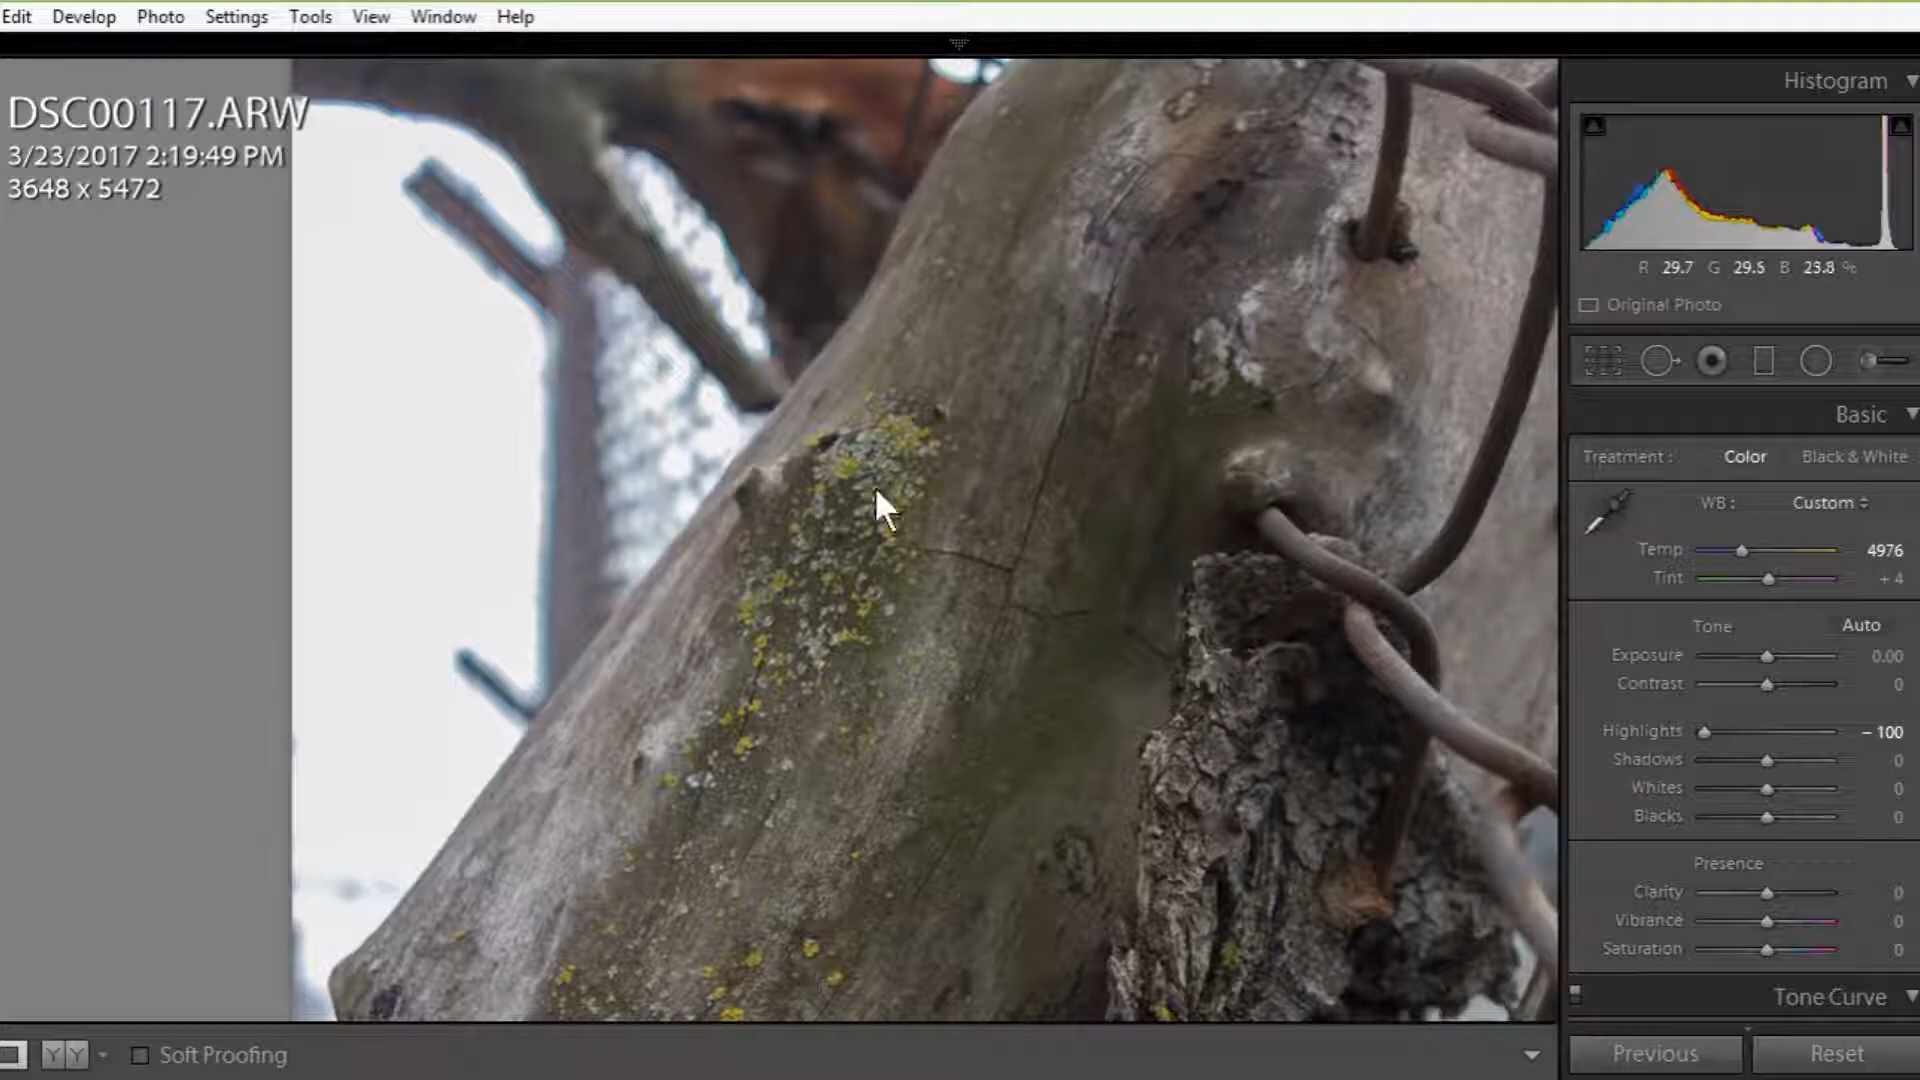 Edit Develop Photo Settings Tools View Window Help
DSC00117.ARW
3/23/2017 2:19:49 PM
3648 x 5472
Histogram
R 29.7 G 29.5 B 23.8 %
Original Photo
Basic
Treatment : Color Black & White
WB : Custom
Temp 4976
Tint + 4
Tone Auto
Exposure 0.00
Contrast 0
Highlights – 100
Shadows 0
Whites 0
Blacks 0
Presence
Clarity 0
Vibrance 0
Saturation 0
Tone Curve
Y Y Soft Proofing
Previous Reset